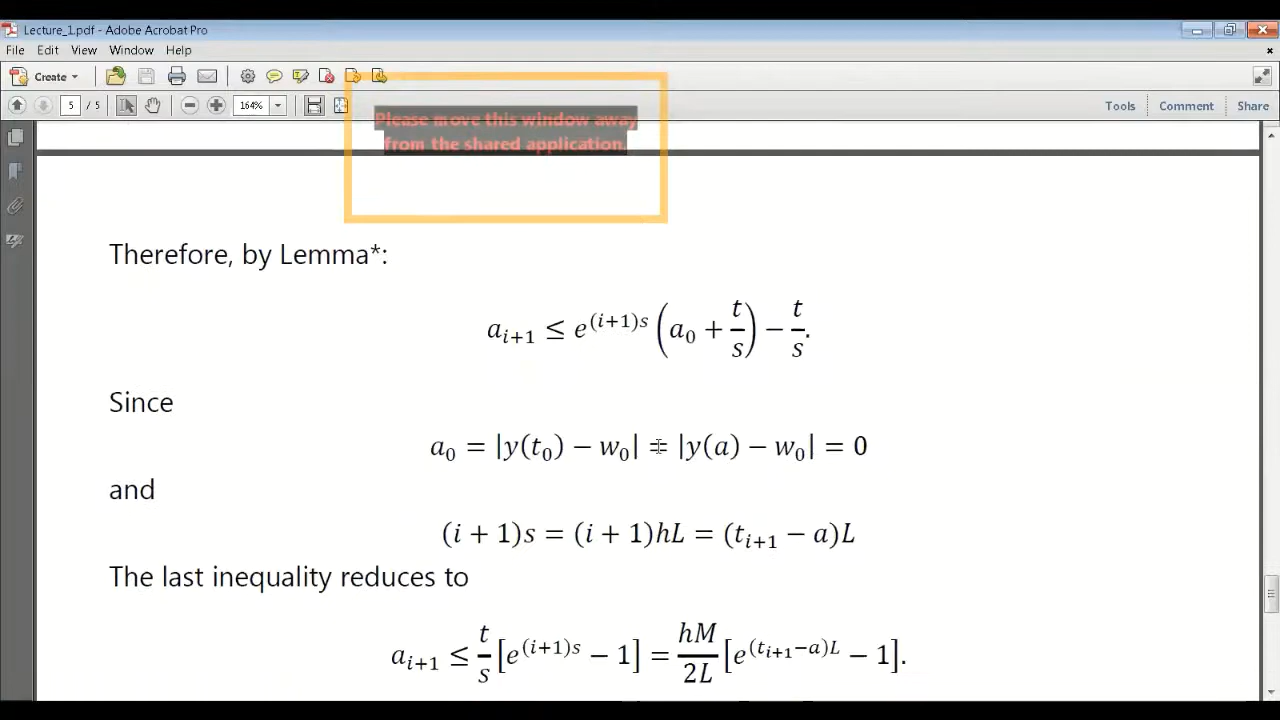 Lecture_1.pdf - Adobe Acrobat Pro
File Edit View Window Help
Create
5 / 5 164% Tools Comment Share
Please move this window away
from the shared application.
Therefore, by Lemma*:
a_{i+1} ≤ e^{(i+1)s} (a_0 + t/s) − t/s.
Since
a_0 = |y(t_0) − w_0| = |y(a) − w_0| = 0
and
(i + 1)s = (i + 1)hL = (t_{i+1} − a)L
The last inequality reduces to
a_{i+1} ≤ t/s [e^{(i+1)s} − 1] = hM/2L [e^{(t_{i+1}−a)L} − 1].